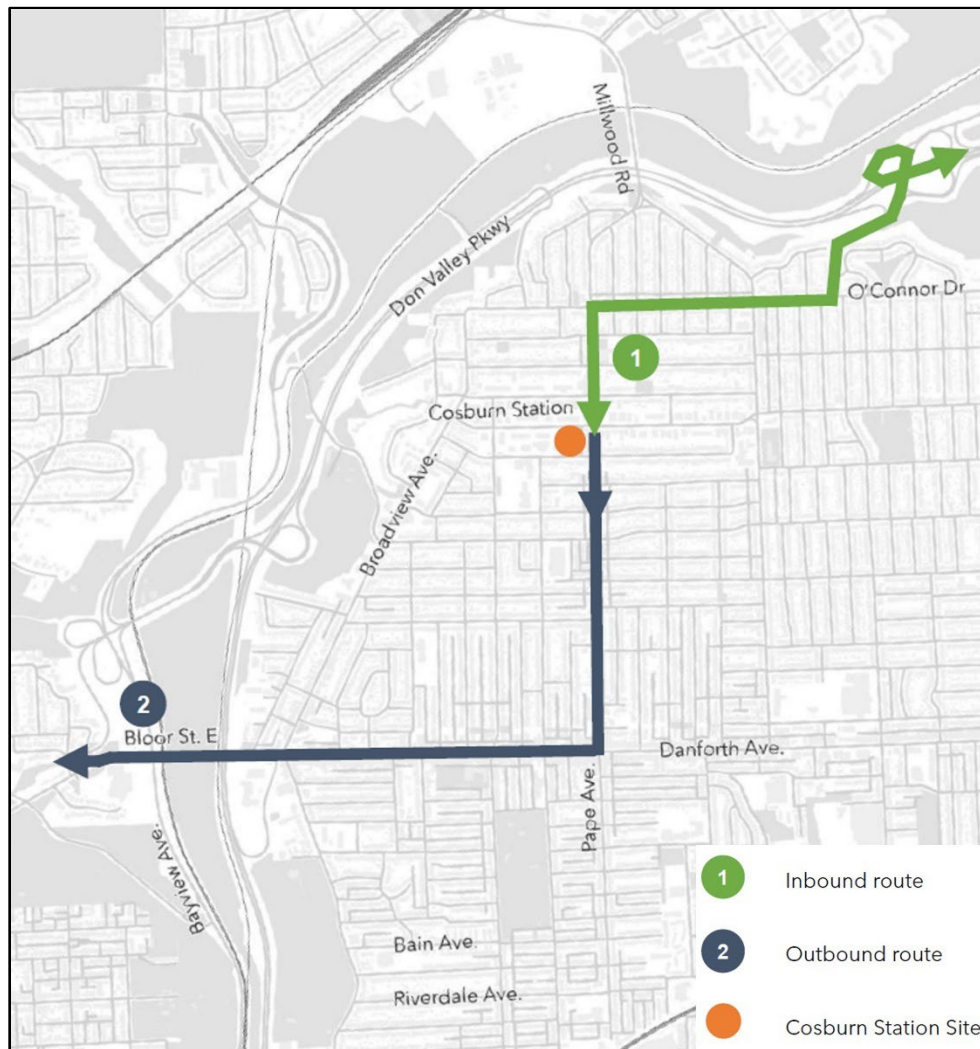 Millwood Rd
Don Valley Pkwy
O'Connor Dr
1
Cosburn Station
Broadview Ave.
2
Bloor St. E
Danforth Ave.
Pape Ave.
Bayview Ave.
Bain Ave.
Riverdale Ave.
1 Inbound route
2 Outbound route
Cosburn Station Site